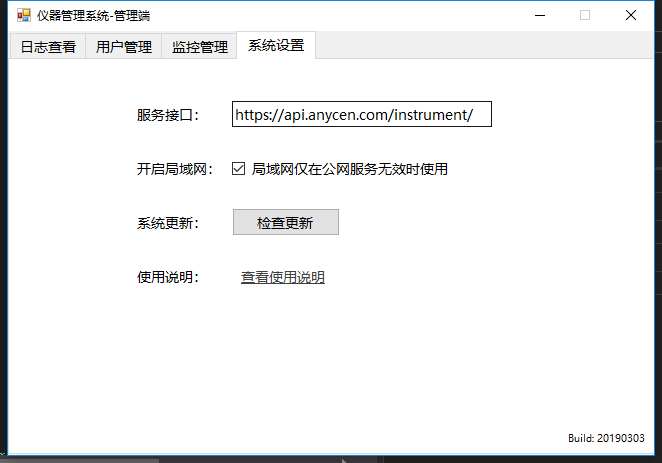 仪器管理系统-管理端
日志查看 用户管理 监控管理 系统设置
服务接口： https://api.anycen.com/instrument/
开启局域网： 局域网仅在公网服务无效时使用
系统更新： 检查更新
使用说明： 查看使用说明
Build: 20190303